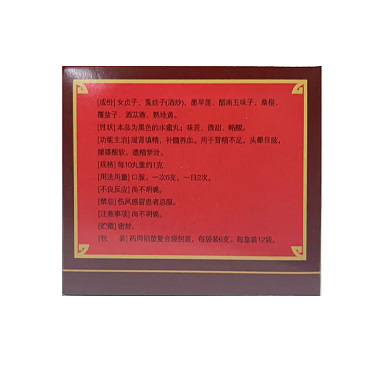 [成份] 女贞子、菟丝子(酒炒)、墨旱莲、醋南五味子、桑椹、
覆盆子、酒苁蓉、熟地黄。
[性状] 本品为黑色的水蜜丸；味苦、微甜、略酸。
[功能主治] 滋肾填精，补髓养血。用于肾精不足，头晕目眩，
腰膝酸软，遗精梦泄。
[规格] 每10丸重约1克
[用法用量] 口服。一次6克，一日2次。
[不良反应] 尚不明确。
[禁忌] 伤风感冒患者忌服。
[注意事项] 尚不明确。
[贮藏] 密封。
[包 装] 药用铝塑复合袋包装，每袋装6克，每盒装12袋。